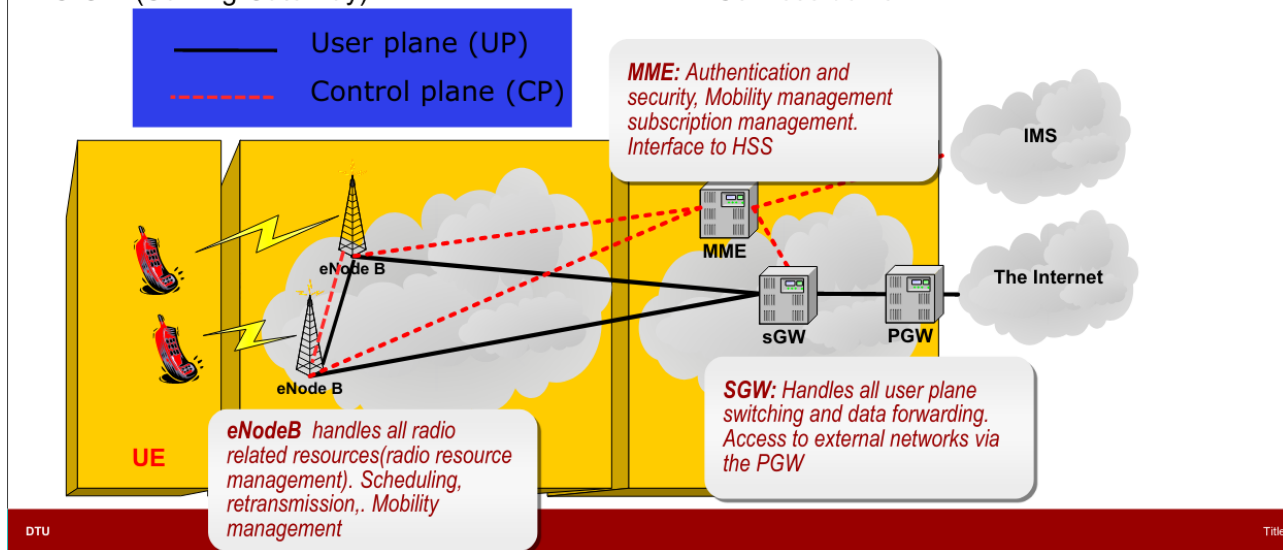 User plane (UP)
Control plane (CP)
MME: Authentication and
security, Mobility management
subscription management.
Interface to HSS
IMS
MME
eNode B
The Internet
sGW
PGW
eNode B
SGW: Handles all user plane
switching and data forwarding.
Access to external networks via
the PGW
eNodeB handles all radio
related resources(radio resource
management). Scheduling,
retransmission,. Mobility
management
UE
DTU
Title